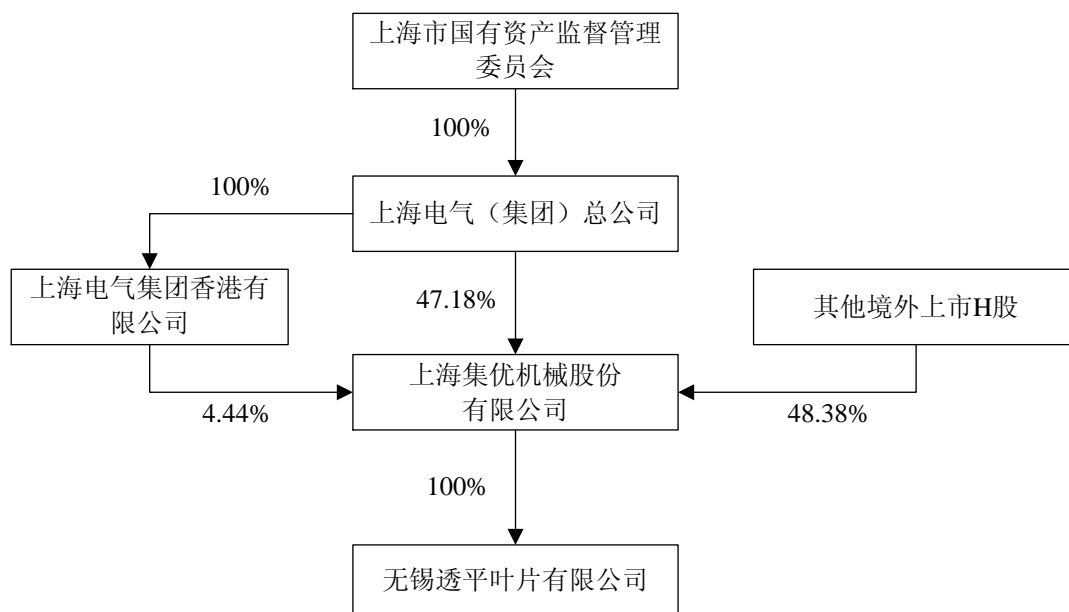 上海市国有资产监督管理
委员会
100%
100%
上海电气（集团）总公司
上海电气集团香港有
限公司
47.18%
其他境外上市H股
上海集优机械股份
有限公司
4.44%
48.38%
100%
无锡透平叶片有限公司